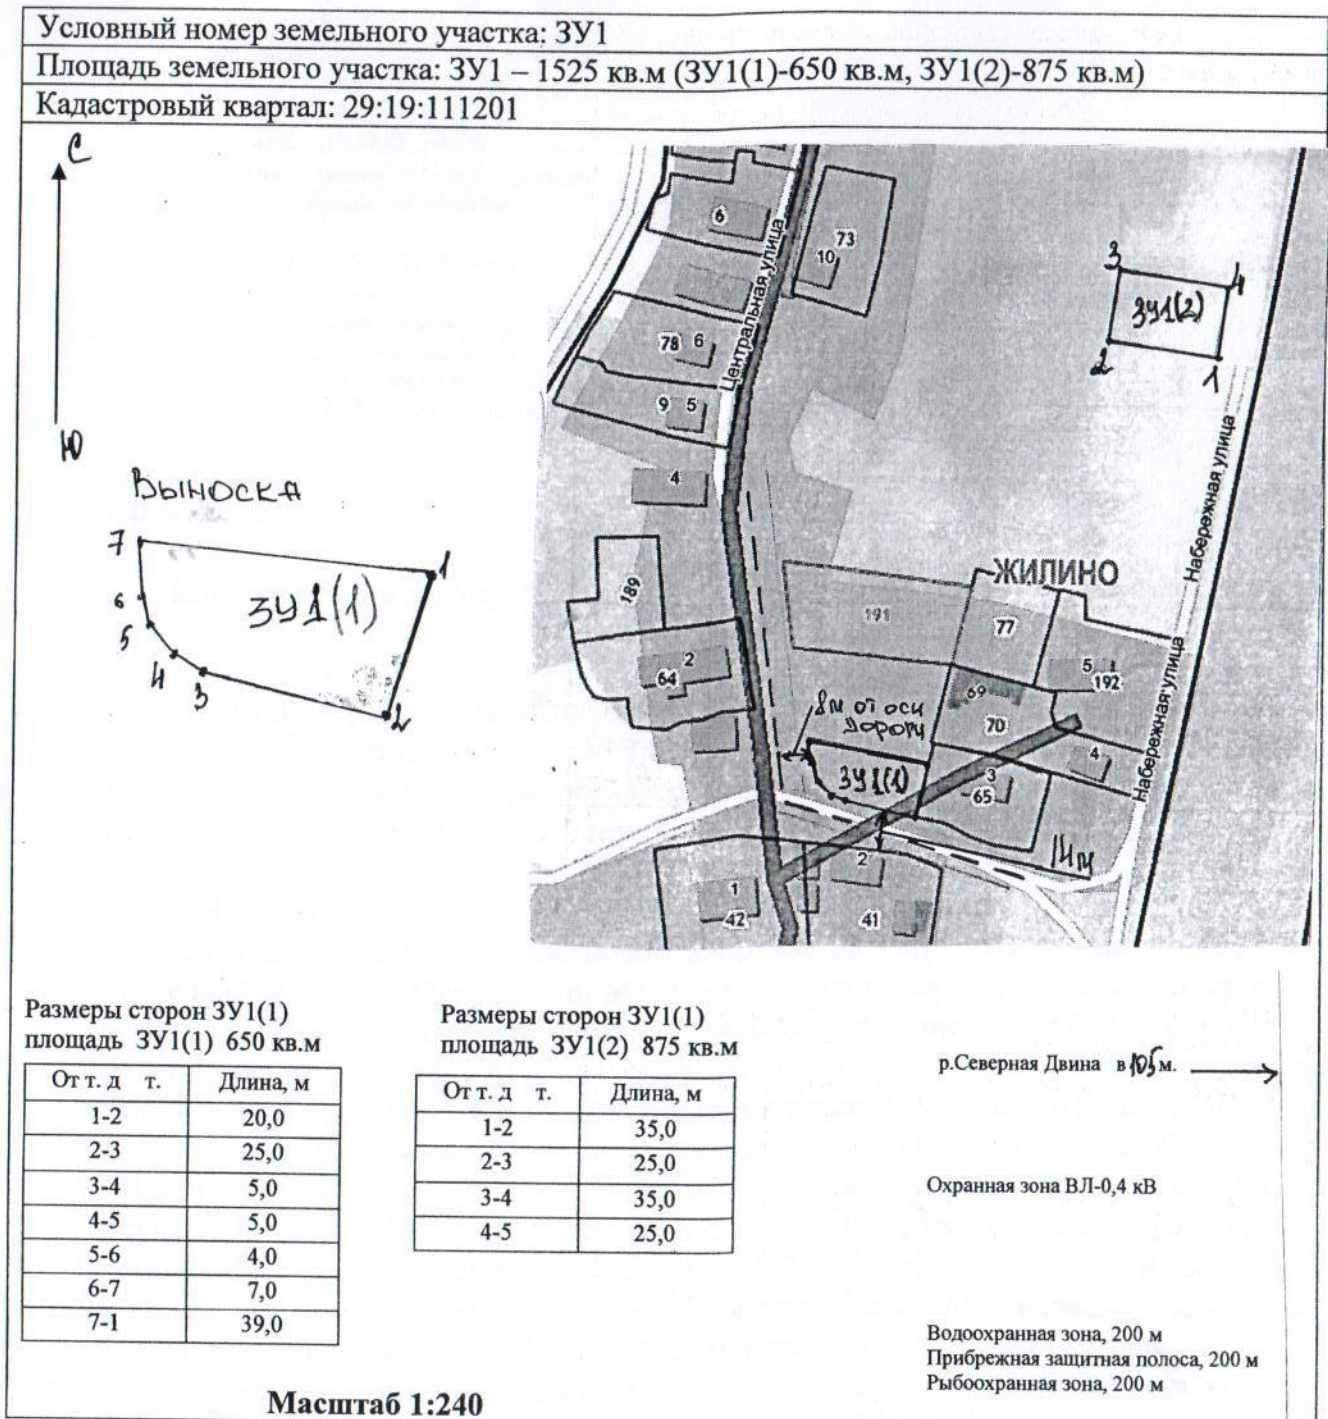 Условный номер земельного участка: ЗУ1
Площадь земельного участка: ЗУ1 – 1525 кв.м (ЗУ1(1)-650 кв.м, ЗУ1(2)-875 кв.м)
Кадастровый квартал: 29:19:111201
С
Ю
Выноска
7
1
6
5
4
3
2
ЗУ1(1)
6
73
10
Центральная улица
78 6
9 5
4
3
4
ЗУ1(2)
2
1
Набережная улица
ЖИЛИНО
189
191
77
5
192
2
64
69
70
8м от оси
дороги
ЗУ1(1)
3
65
4
Набережная улица
14м
1
42
2
41
Размеры сторон ЗУ1(1)
площадь ЗУ1(1) 650 кв.м
От т. д т. Длина, м
1-2 20,0
2-3 25,0
3-4 5,0
4-5 5,0
5-6 4,0
6-7 7,0
7-1 39,0
Размеры сторон ЗУ1(1)
площадь ЗУ1(2) 875 кв.м
От т. д т. Длина, м
1-2 35,0
2-3 25,0
3-4 35,0
4-5 25,0
р.Северная Двина в 105 м.
Охранная зона ВЛ-0,4 кВ
Водоохранная зона, 200 м
Прибрежная защитная полоса, 200 м
Рыбоохранная зона, 200 м
Масштаб 1:240